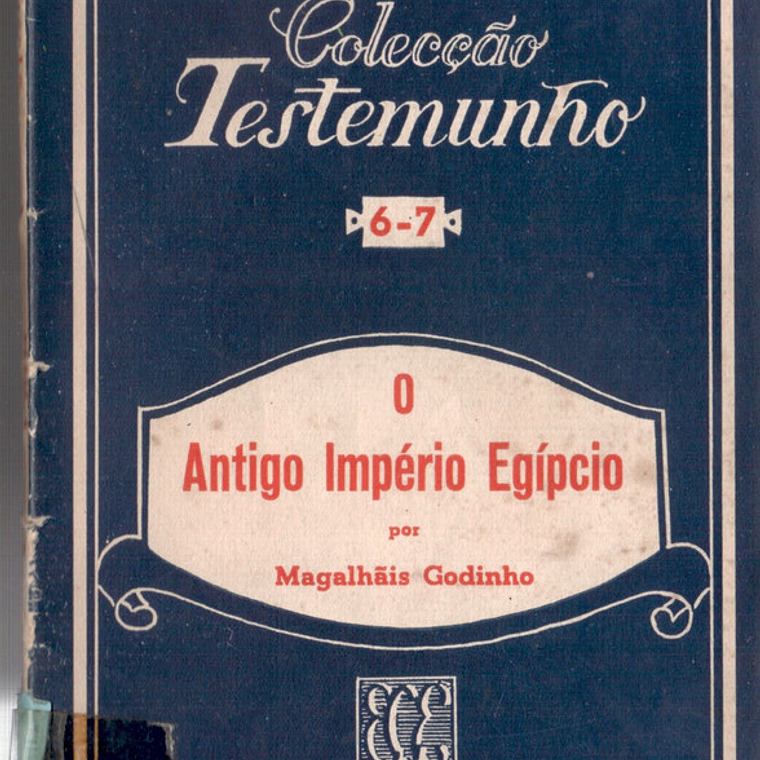 Colecção
Testemunho
6-7
O
Antigo Império Egípcio
por
Magalhãis Godinho